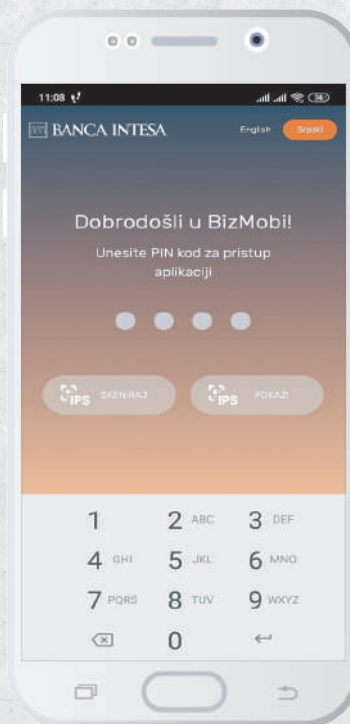 11:08
34
BANCA INTESA
English
Srpski
Dobrodošli u BizMobi!
Unesite PIN kod za pristup
aplikaciji
IPS SKENIRAJ
IPS POKAŽI
1
2 ABC
3 DEF
4 GHI
5 JKL
6 MNO
7 PQRS
8 TUV
9 WXYZ
0